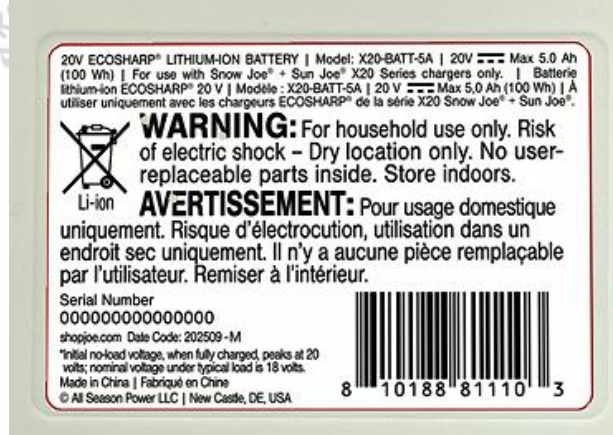 20V ECOSHARP® LITHIUM-ION BATTERY | Model: X20-BATT-5A | 20V ⎓ Max 5.0 Ah
(100 Wh) | For use with Snow Joe® + Sun Joe® X20 Series chargers only. | Batterie
lithium-ion ECOSHARP® 20 V | Modèle : X20-BATT-5A | 20 V ⎓ Max 5,0 Ah (100 Wh) | À
utiliser uniquement avec les chargeurs ECOSHARP® de la série X20 Snow Joe® + Sun Joe®.
WARNING: For household use only. Risk
of electric shock – Dry location only. No user-
replaceable parts inside. Store indoors.
Li-ion
AVERTISSEMENT: Pour usage domestique
uniquement. Risque d'électrocution, utilisation dans un
endroit sec uniquement. Il n'y a aucune pièce remplaçable
par l'utilisateur. Remiser à l'intérieur.
Serial Number
000000000000000
shopjoe.com Date Code: 202509-M
*Initial no-load voltage, when fully charged, peaks at 20
volts; nominal voltage under typical load is 18 volts.
Made in China | Fabriqué en Chine
© All Season Power LLC | New Castle, DE, USA
8 10188 81110 3